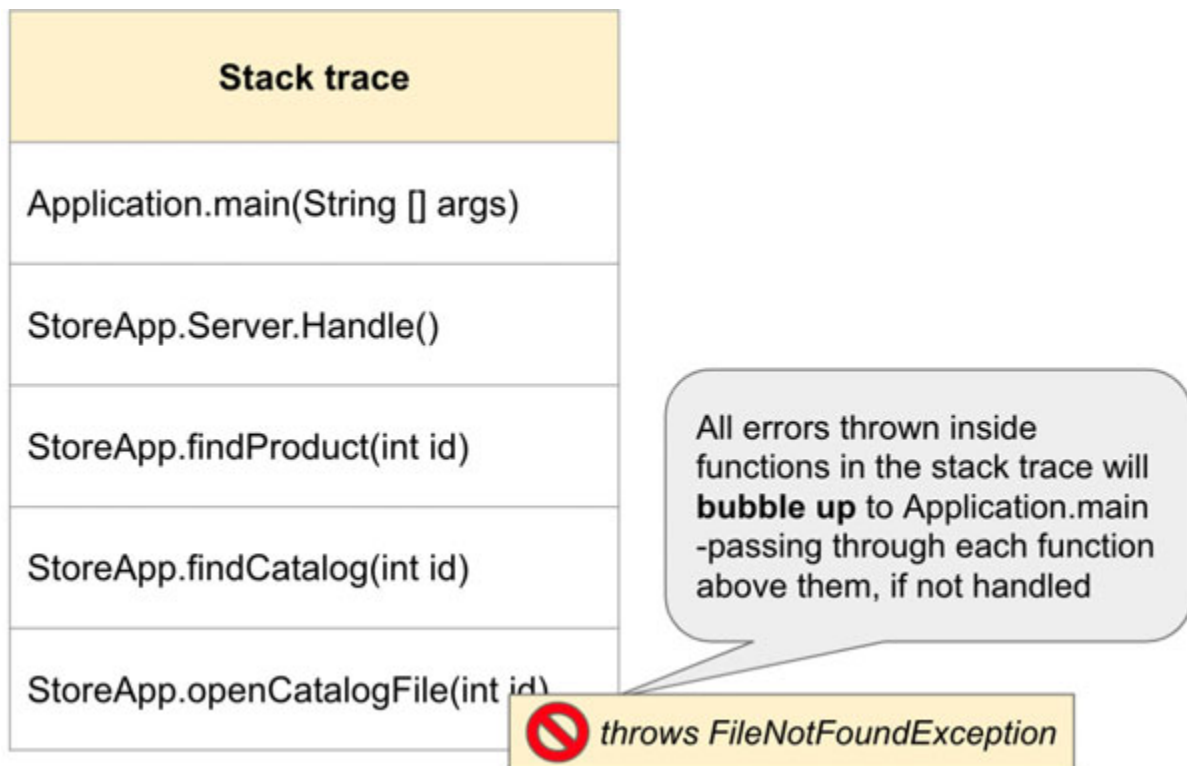 Stack trace
Application.main(String [] args)
StoreApp.Server.Handle()
StoreApp.findProduct(int id)
StoreApp.findCatalog(int id)
StoreApp.openCatalogFile(int id)
throws FileNotFoundException
All errors thrown inside
functions in the stack trace will
bubble up to Application.main
-passing through each function
above them, if not handled